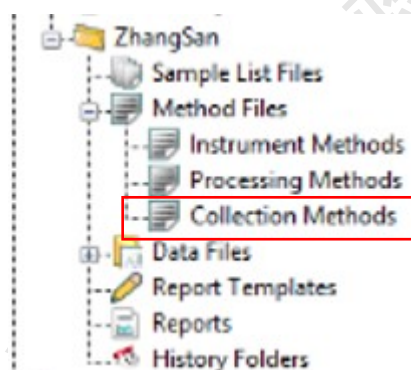 ZhangSan
Sample List Files
Method Files
Instrument Methods
Processing Methods
Collection Methods
Data Files
Report Templates
Reports
History Folders